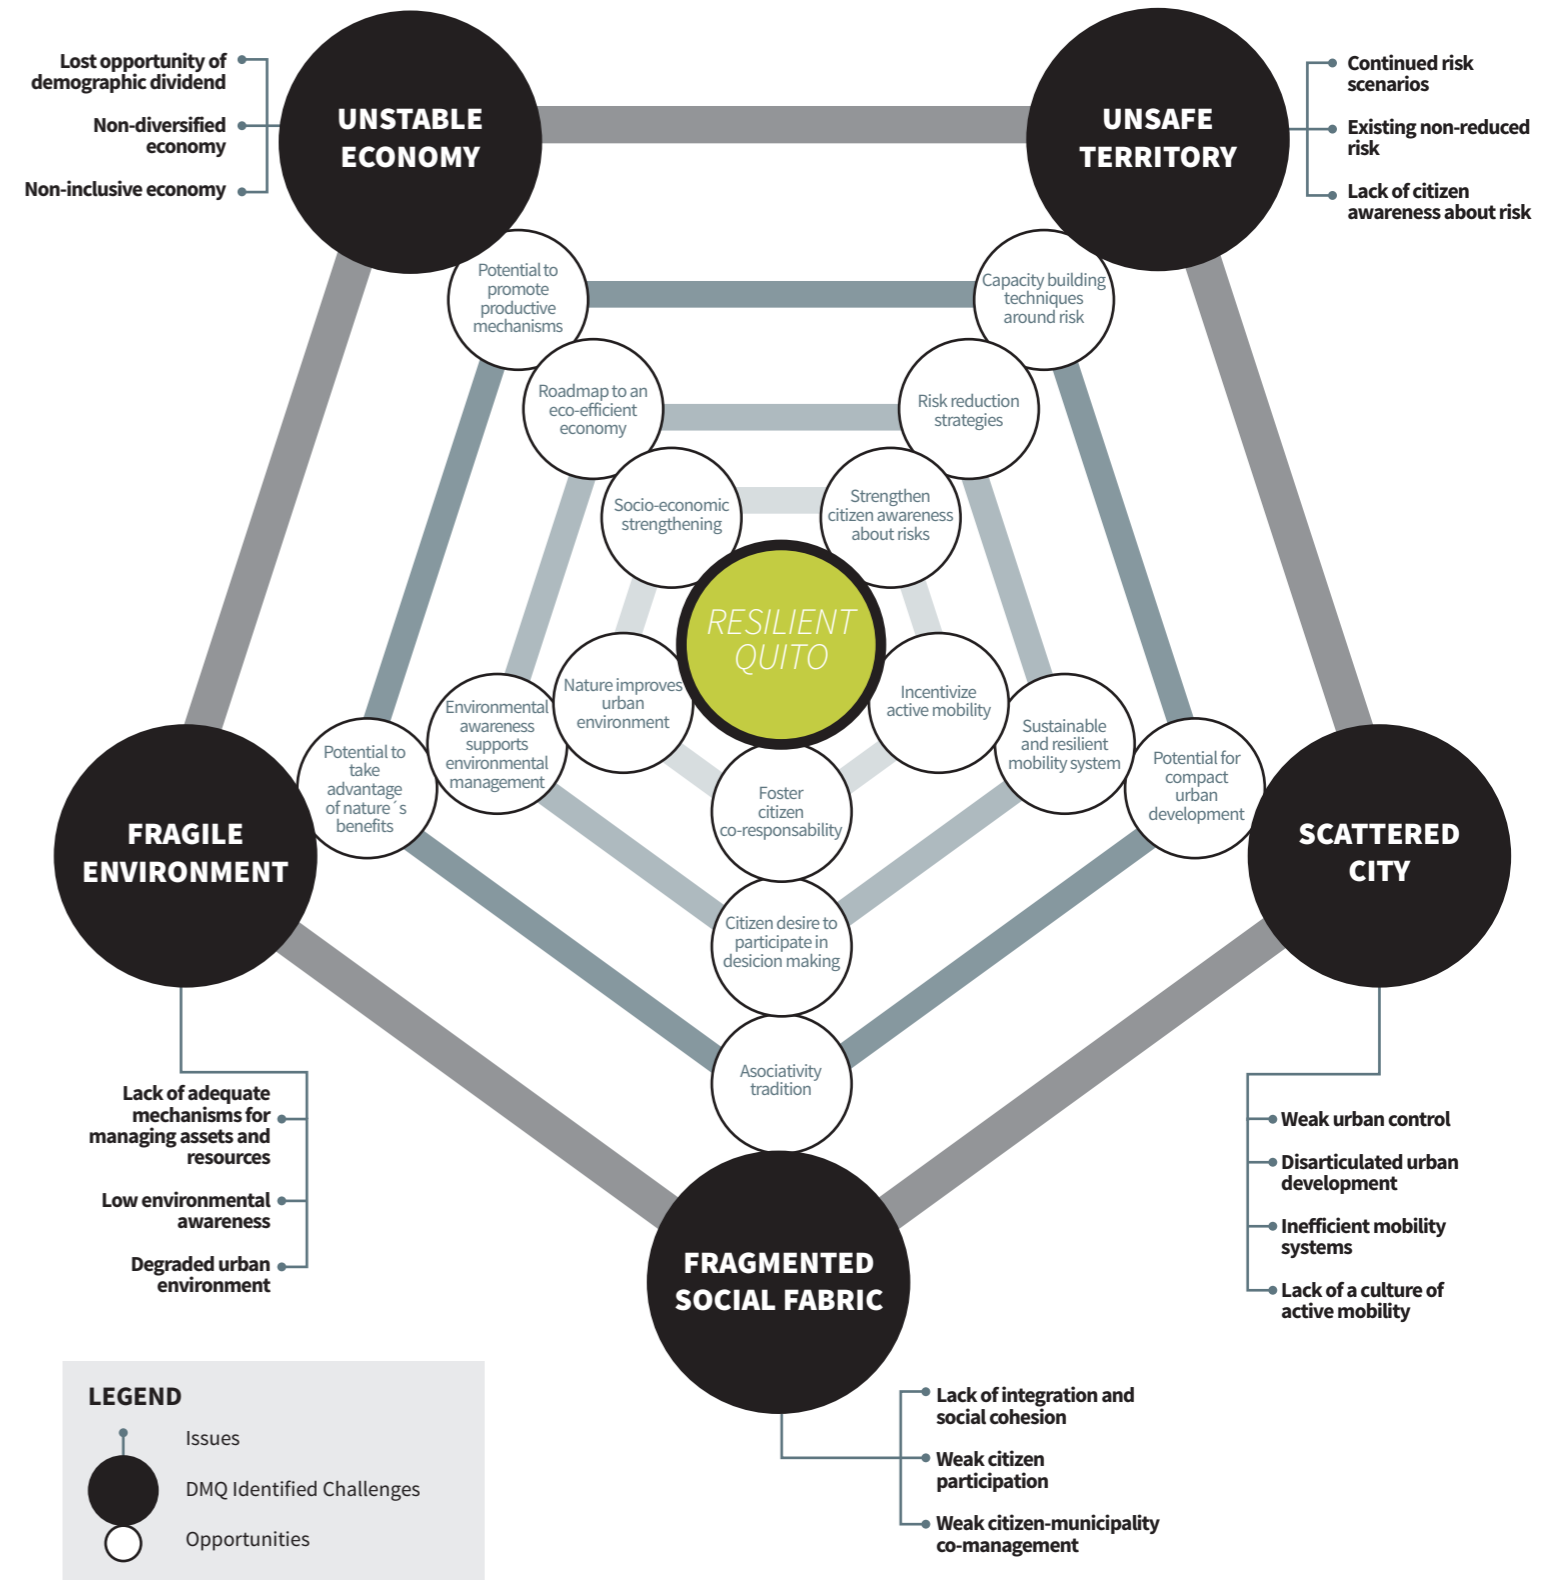 Lost opportunity of
demographic dividend
Non-diversified
economy
Non-inclusive economy
UNSTABLE
ECONOMY
UNSAFE
TERRITORY
Continued risk
scenarios
Existing non-reduced
risk
Lack of citizen
awareness about risk
Potential to
promote
productive
mechanisms
Capacity building
techniques
around risk
Roadmap to an
eco-efficient
economy
Risk reduction
strategies
Socio-economic
strengthening
Strengthen
citizen awareness
about risks
RESILIENT
QUITO
Nature improves
urban
environment
Incentivize
active mobility
Environmental
awareness
supports
environmental
management
Sustainable
and resilient
mobility system
Potential to
take
advantage
of nature´s
benefits
Potential for
compact
urban
development
Foster
citizen
co-responsability
FRAGILE
ENVIRONMENT
SCATTERED
CITY
Citizen desire to
participate in
desicion making
Asociativity
tradition
Lack of adequate
mechanisms for
managing assets and
resources
Low environmental
awareness
Degraded urban
environment
Weak urban control
Disarticulated urban
development
Inefficient mobility
systems
Lack of a culture of
active mobility
FRAGMENTED
SOCIAL FABRIC
Lack of integration and
social cohesion
Weak citizen
participation
Weak citizen-municipality
co-management
LEGEND
Issues
DMQ Identified Challenges
Opportunities